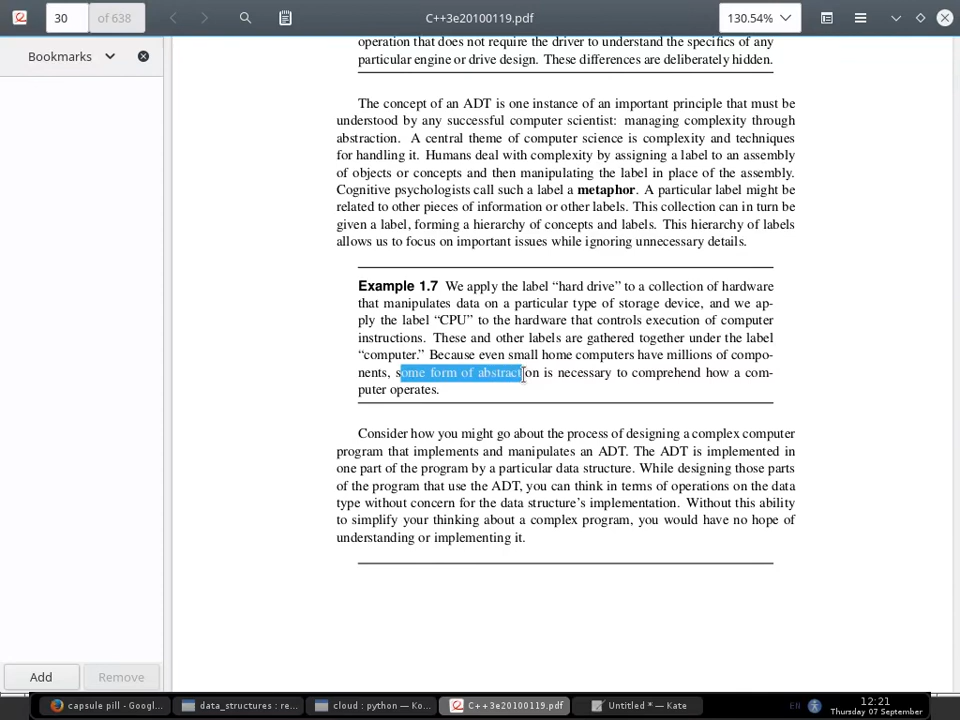 30
of 638
C++3e20100119.pdf
130.54%
Bookmarks
operation that does not require the driver to understand the specifics of any
particular engine or drive design. These differences are deliberately hidden.
The concept of an ADT is one instance of an important principle that must be
understood by any successful computer scientist: managing complexity through
abstraction. A central theme of computer science is complexity and techniques
for handling it. Humans deal with complexity by assigning a label to an assembly
of objects or concepts and then manipulating the label in place of the assembly.
Cognitive psychologists call such a label a metaphor. A particular label might be
related to other pieces of information or other labels. This collection can in turn be
given a label, forming a hierarchy of concepts and labels. This hierarchy of labels
allows us to focus on important issues while ignoring unnecessary details.
Example 1.7 We apply the label “hard drive” to a collection of hardware
that manipulates data on a particular type of storage device, and we ap-
ply the label “CPU” to the hardware that controls execution of computer
instructions. These and other labels are gathered together under the label
“computer.” Because even small home computers have millions of compo-
nents, some form of abstraction is necessary to comprehend how a com-
puter operates.
Consider how you might go about the process of designing a complex computer
program that implements and manipulates an ADT. The ADT is implemented in
one part of the program by a particular data structure. While designing those parts
of the program that use the ADT, you can think in terms of operations on the data
type without concern for the data structure’s implementation. Without this ability
to simplify your thinking about a complex program, you would have no hope of
understanding or implementing it.
Add
Remove
capsule pill - Googl...
data_structures : re...
cloud : python — Ko...
C++3e20100119.pdf
Untitled * — Kate
EN
12:21
Thursday 07 September